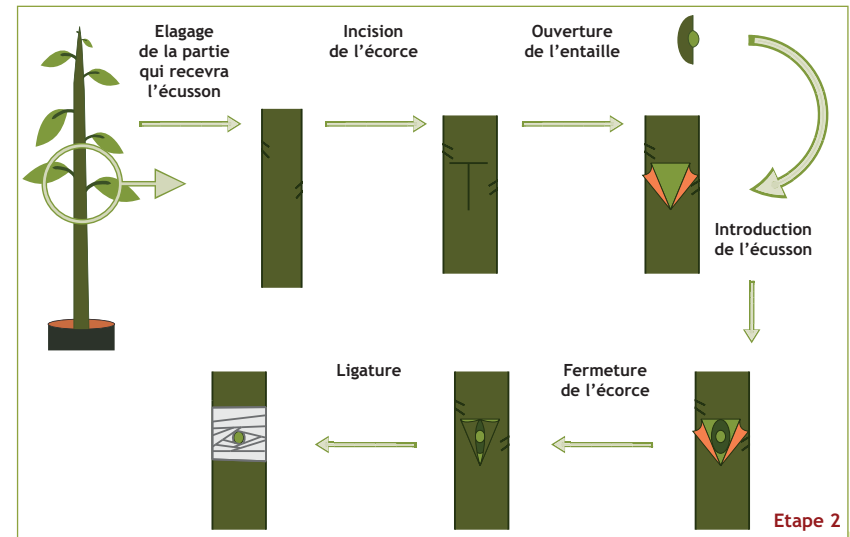 Elagage
de la partie
qui recevra
l'écusson
Incision
de l'écorce
Ouverture
de l'entaille
Introduction
de l'écusson
Fermeture
de l'écorce
Ligature
Etape 2